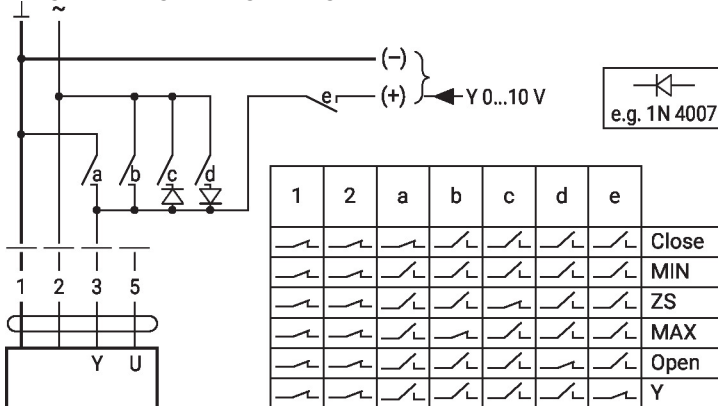 ⊥ ~
(−)
e (+) Y 0...10 V
e.g. 1N 4007
a b c d
1 2 a b c d e
Close
MIN
1 2 3 5 ZS
MAX
Y U Open
Y